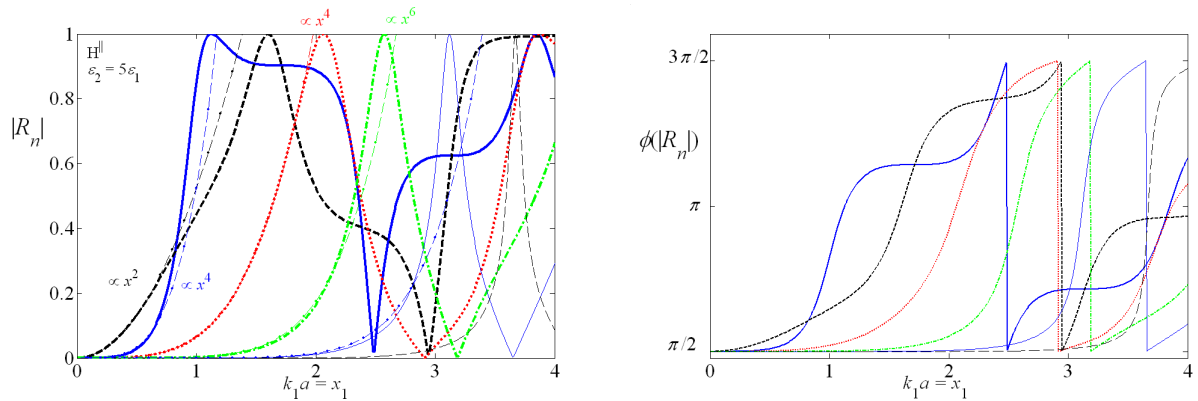 ∝ x⁴
∝ x⁶
1
H^||
ε₂ = 5ε₁
0.8
|Rₙ|
0.6
0.4
∝ x²
∝ x⁴
0.2
0
0
1
2
3
4
k₁a = x₁
3π/2
ϕ(|Rₙ|)
π
π/2
0
1
2
3
4
k₁a = x₁